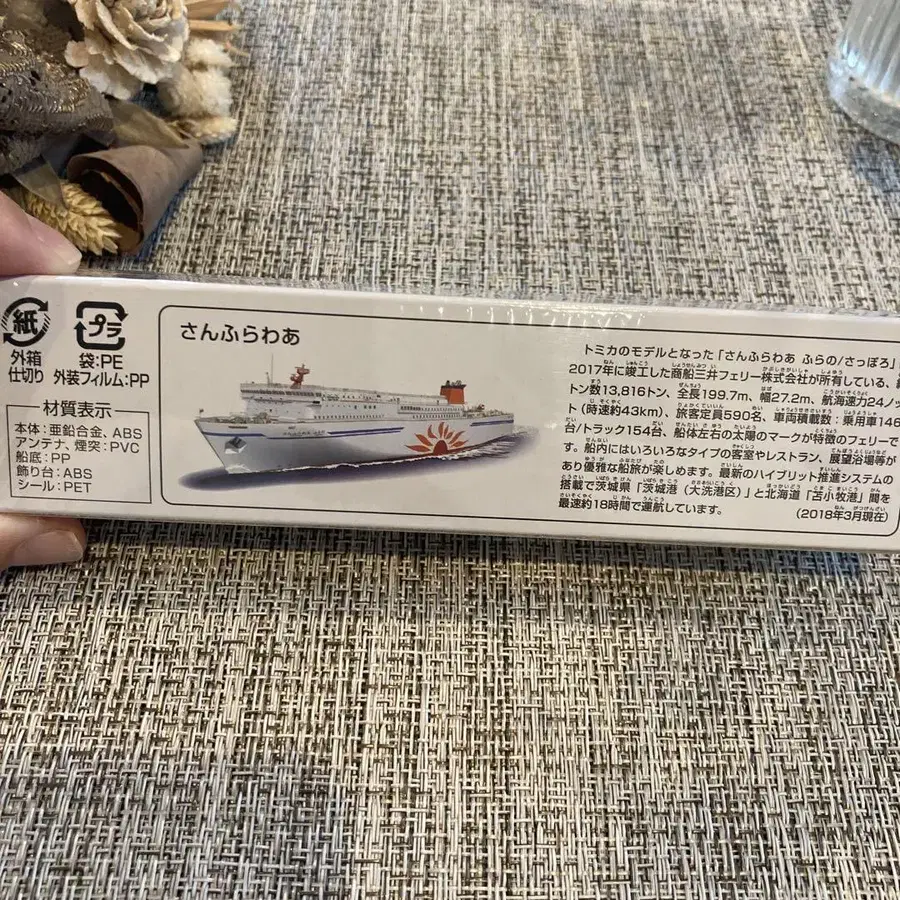 紙
外箱
仕切り
プラ
袋:PE
外装フィルム:PP
材質表示
本体:亜鉛合金、ABS
アンテナ、煙突:PVC
船底:PP
飾り台:ABS
シール:PET
さんふらわあ
トミカのモデルとなった「さんふらわあ ふらの/さっぽろ」
2017年に竣工した商船三井フェリー株式会社が所有している、
トン数13,816トン、全長199.7m、幅27.2m、航海速力24ノッ
ト(時速約43km)、旅客定員590名、車両積載数:乗用車146
台/トラック154台、船体左右の太陽のマークが特徴のフェリーで
す。船内にはいろいろなタイプの客室やレストラン、展望浴場等が
あり優雅な船旅が楽しめます。最新のハイブリット推進システムの
搭載で茨城県「茨城港(大洗港区)」と北海道「苫小牧港」間を
最速約18時間で運航しています。
(2018年3月現在)